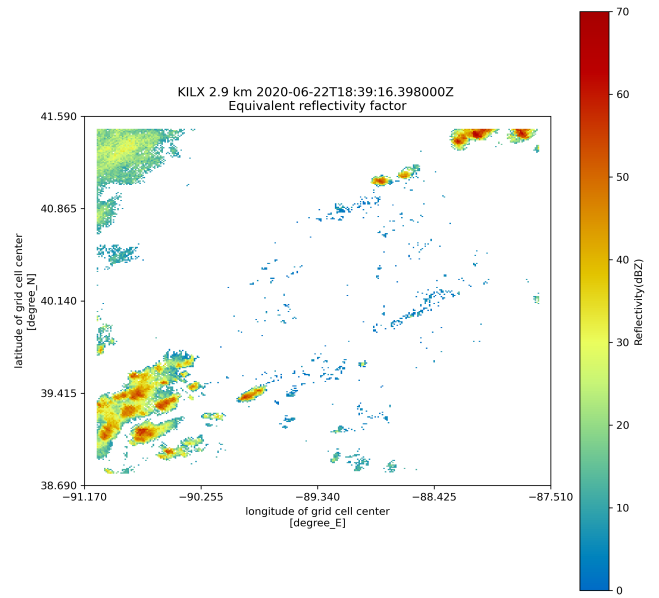 KILX 2.9 km 2020-06-22T18:39:16.398000Z
Equivalent reflectivity factor
41.590
40.865
40.140
39.415
38.690
latitude of grid cell center
[degree_N]
−91.170
−90.255
−89.340
−88.425
−87.510
longitude of grid cell center
[degree_E]
70
60
50
40
30
20
10
0
Reflectivity(dBZ)